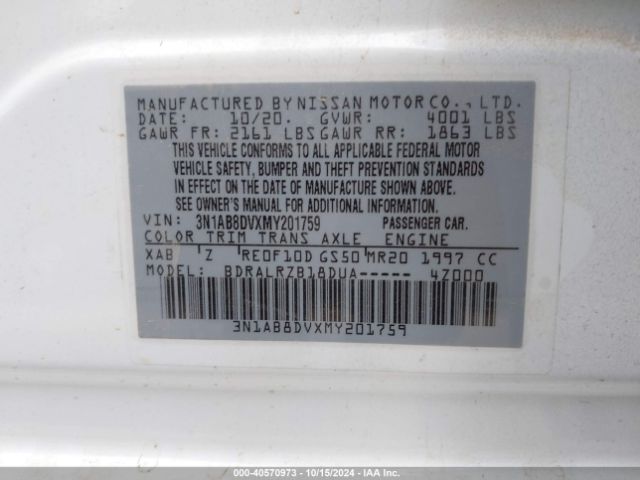 MANUFACTURED BY NISSAN MOTOR CO., LTD.
DATE: 10/20. GVWR: 4001 LBS
GAWR FR: 2161 LBS GAWR RR: 1863 LBS
THIS VEHICLE CONFORMS TO ALL APPLICABLE FEDERAL MOTOR
VEHICLE SAFETY, BUMPER AND THEFT PREVENTION STANDARDS
IN EFFECT ON THE DATE OF MANUFACTURE SHOWN ABOVE.
SEE OWNER'S MANUAL FOR ADDITIONAL INFORMATION.
VIN: 3N1AB8DVXMY201759 PASSENGER CAR.
COLOR TRIM TRANS AXLE ENGINE
XAB Z RE0F10D GS50 MR20 1997 CC
MODEL: BDRALRZB18DUA----- 4Z000
3N1AB8DVXMY201759
000-40570973 | 10/15/2024 | IAA Inc.